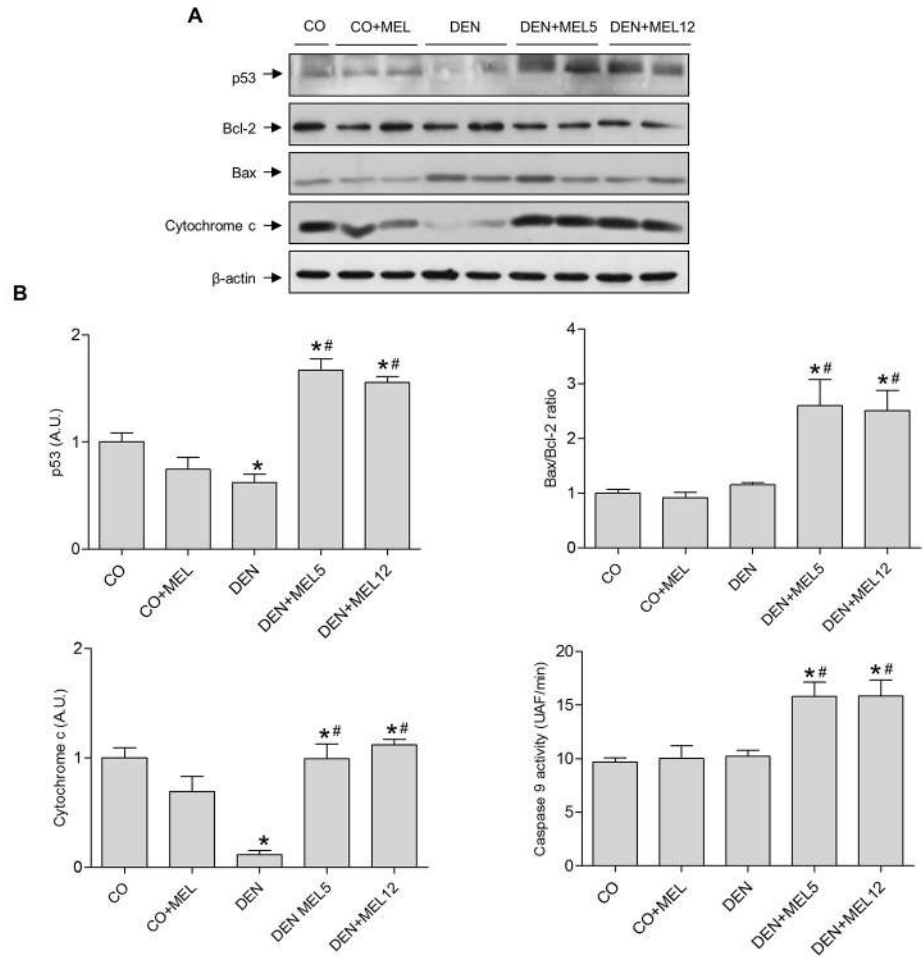 A
CO CO+MEL DEN DEN+MEL5 DEN+MEL12
p53
Bcl-2
Bax
Cytochrome c
β-actin
B
p53 (A.U.)
2
1
0
*
*#
*#
CO
CO+MEL
DEN
DEN+MEL5
DEN+MEL12
Bax/Bcl-2 ratio
4
3
2
1
0
*#
*#
CO
CO+MEL
DEN
DEN+MEL5
DEN+MEL12
Cytochrome c (A.U.)
2
1
0
*
*#
*#
CO
CO+MEL
DEN
DEN MEL5
DEN+MEL12
Caspase 9 activity (UAF/min)
20
15
10
5
0
*#
*#
CO
CO+MEL
DEN
DEN+MEL5
DEN+MEL12